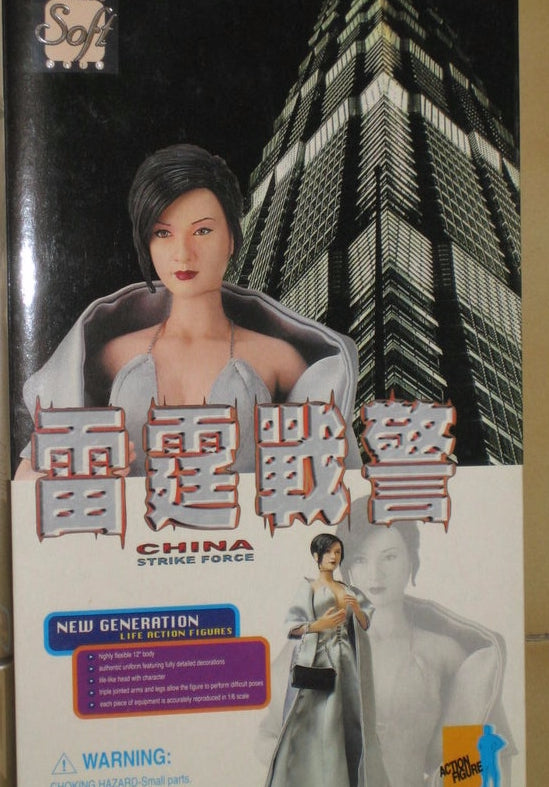 Soft
雷霆戰警
CHINA
STRIKE FORCE
NEW GENERATION
LIFE ACTION FIGURES
highly flexible 12" body
authentic uniform featuring fully detailed decorations
life-like head with character
triple jointed arms and legs allow the figure to perform difficult poses
each piece of equipment is accurately reproduced in 1/6 scale
WARNING:
CHOKING HAZARD-Small parts.
ACTION
FIGURE